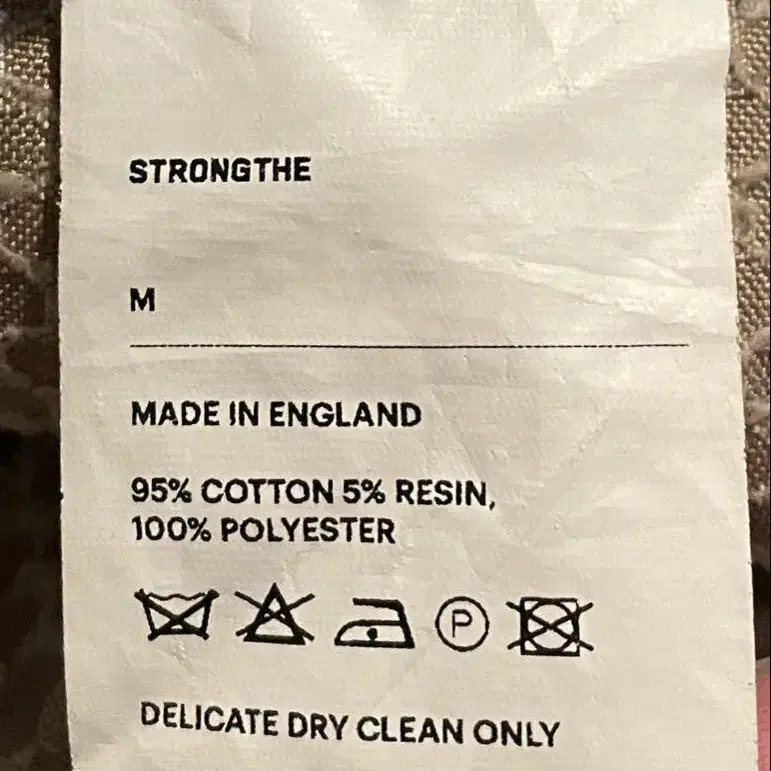 STRONGTHE
M
MADE IN ENGLAND
95% COTTON 5% RESIN,
100% POLYESTER
P
DELICATE DRY CLEAN ONLY